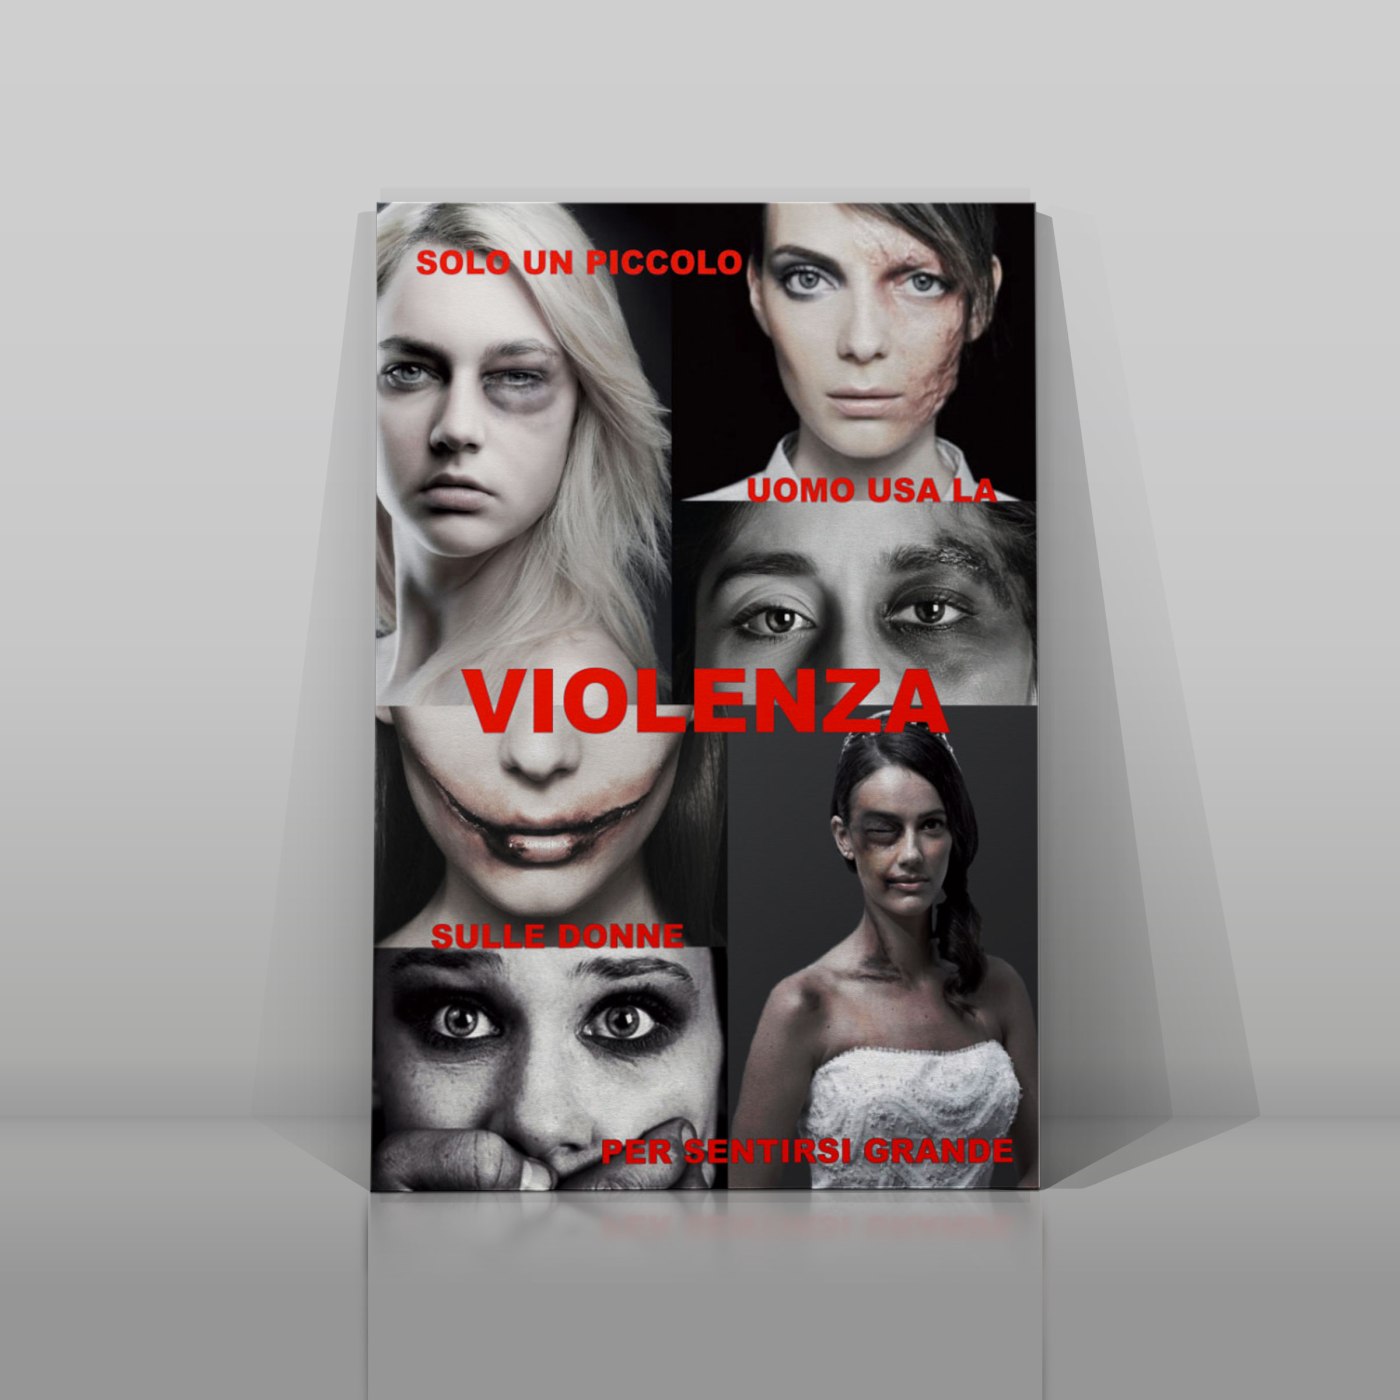 SOLO UN PICCOLO
UOMO USA LA
VIOLENZA
SULLE DONNE
PER SENTIRSI GRANDE